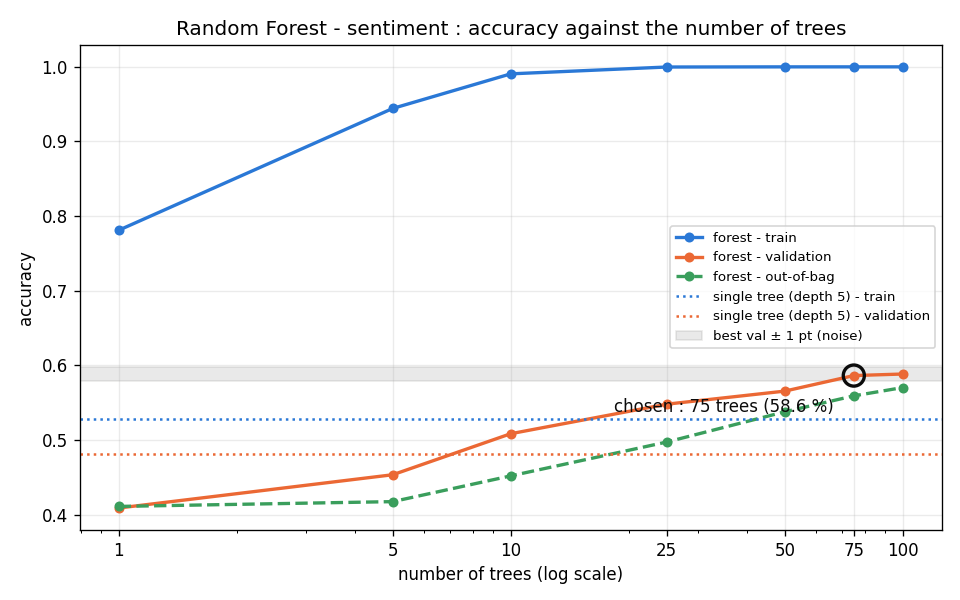 Random Forest - sentiment : accuracy against the number of trees
accuracy
1.0
0.9
0.8
0.7
0.6
0.5
0.4
forest - train
forest - validation
forest - out-of-bag
single tree (depth 5) - train
single tree (depth 5) - validation
best val ± 1 pt (noise)
chosen : 75 trees (58.6 %)
1 5 10 25 50 75 100
number of trees (log scale)